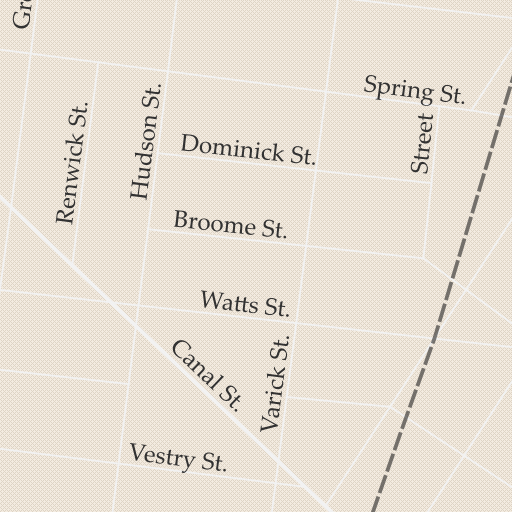 Gr
Spring St.
Renwick St.
Hudson St.
Street
Dominick St.
Broome St.
Watts St.
Canal St.
Varick St.
Vestry St.